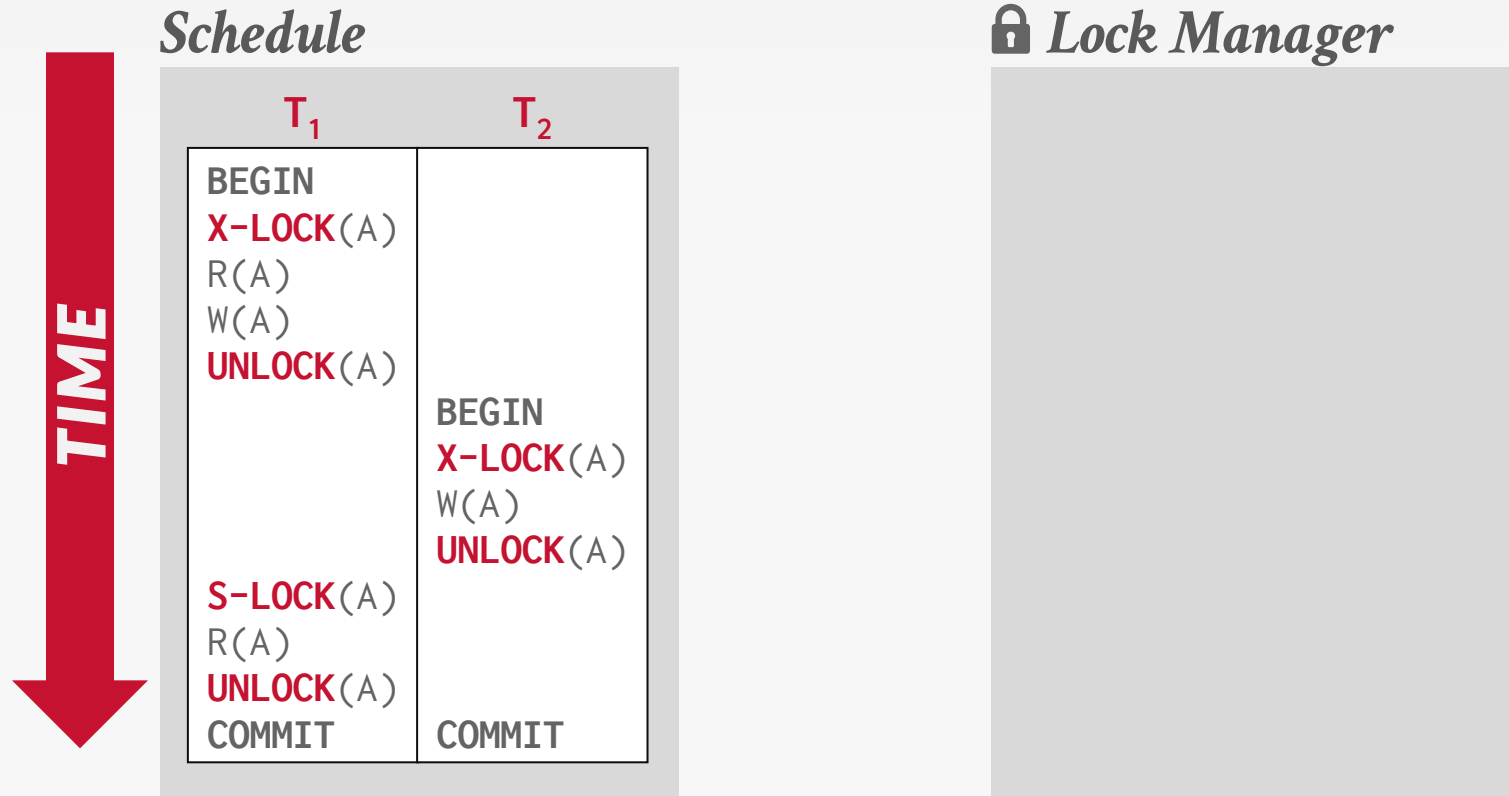 Schedule
Lock Manager
TIME
T1
T2
BEGIN
X-LOCK(A)
R(A)
W(A)
UNLOCK(A)
BEGIN
X-LOCK(A)
W(A)
UNLOCK(A)
S-LOCK(A)
R(A)
UNLOCK(A)
COMMIT
COMMIT